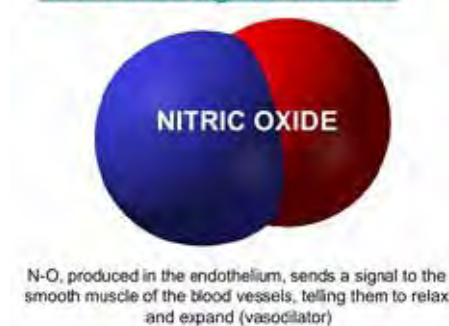 NITRIC OXIDE
N-O, produced in the endothelium, sends a signal to the
smooth muscle of the blood vessels, telling them to relax
and expand (vasodilator)